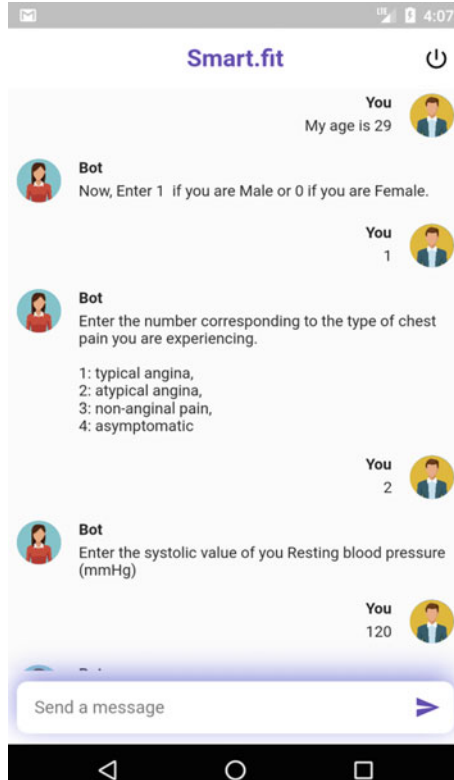 LTE 4:07
Smart.fit
You
My age is 29
Bot
Now, Enter 1  if you are Male or 0 if you are Female.
You
1
Bot
Enter the number corresponding to the type of chest
pain you are experiencing.
1: typical angina,
2: atypical angina,
3: non-anginal pain,
4: asymptomatic
You
2
Bot
Enter the systolic value of you Resting blood pressure
(mmHg)
You
120
Send a message